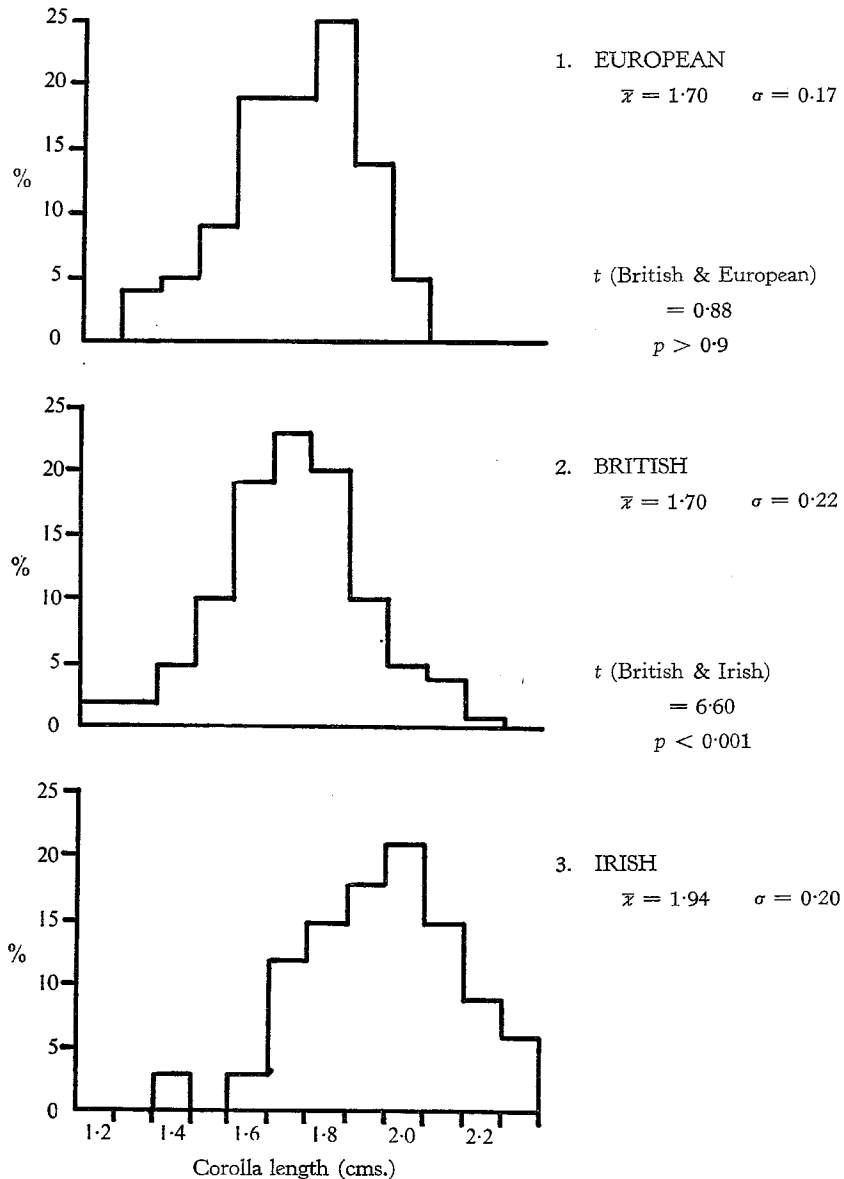 25
20
15
%
10
5
0
1. EUROPEAN
x̅ = 1·70 σ = 0·17
t (British & European)
= 0·88
p > 0·9
25
20
15
%
10
5
0
2. BRITISH
x̅ = 1·70 σ = 0·22
t (British & Irish)
= 6·60
p < 0·001
25
20
15
%
10
5
0
3. IRISH
x̅ = 1·94 σ = 0·20
1·2 1·4 1·6 1·8 2·0 2·2
Corolla length (cms.)